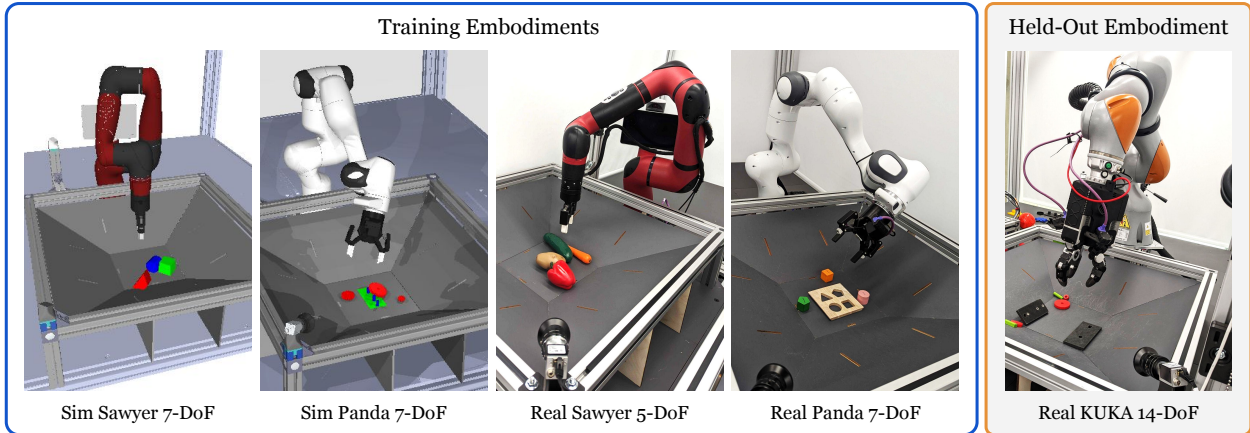 Training Embodiments
Held-Out Embodiment
Sim Sawyer 7-DoF
Sim Panda 7-DoF
Real Sawyer 5-DoF
Real Panda 7-DoF
Real KUKA 14-DoF